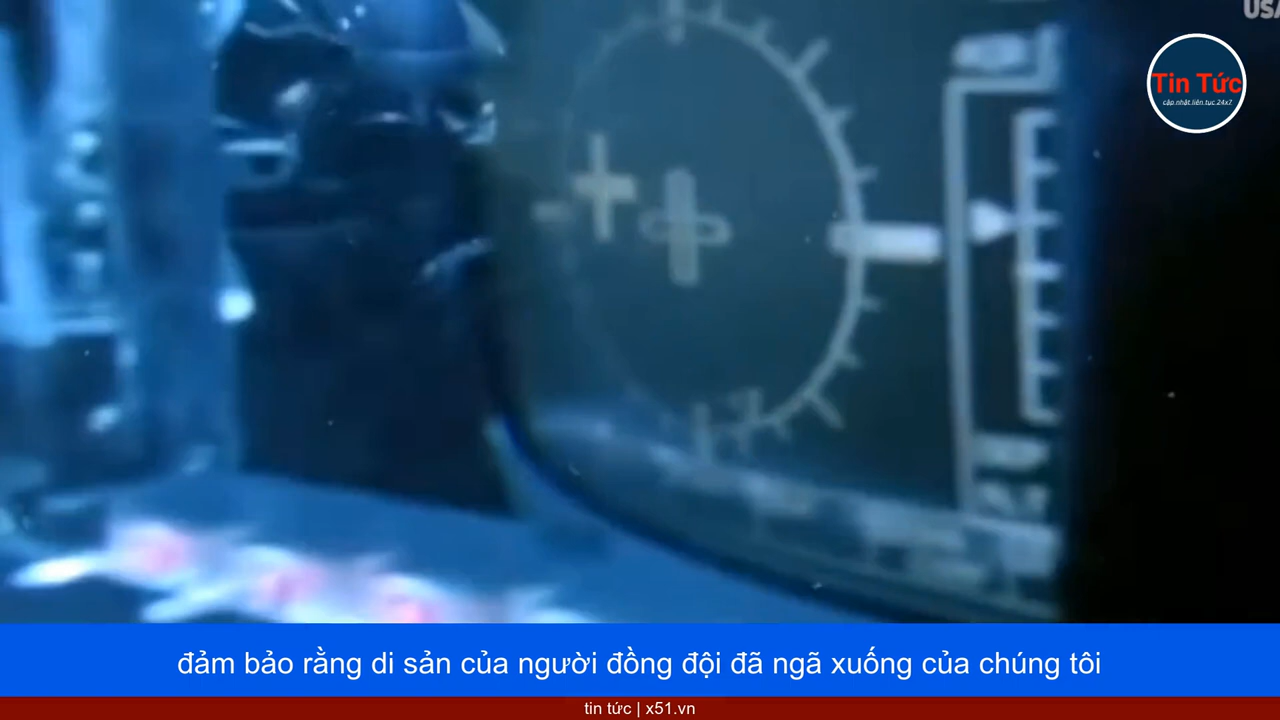 USA
Tin Tức
cập.nhật.liên.tục.24x7
đảm bảo rằng di sản của người đồng đội đã ngã xuống của chúng tôi
tin tức | x51.vn